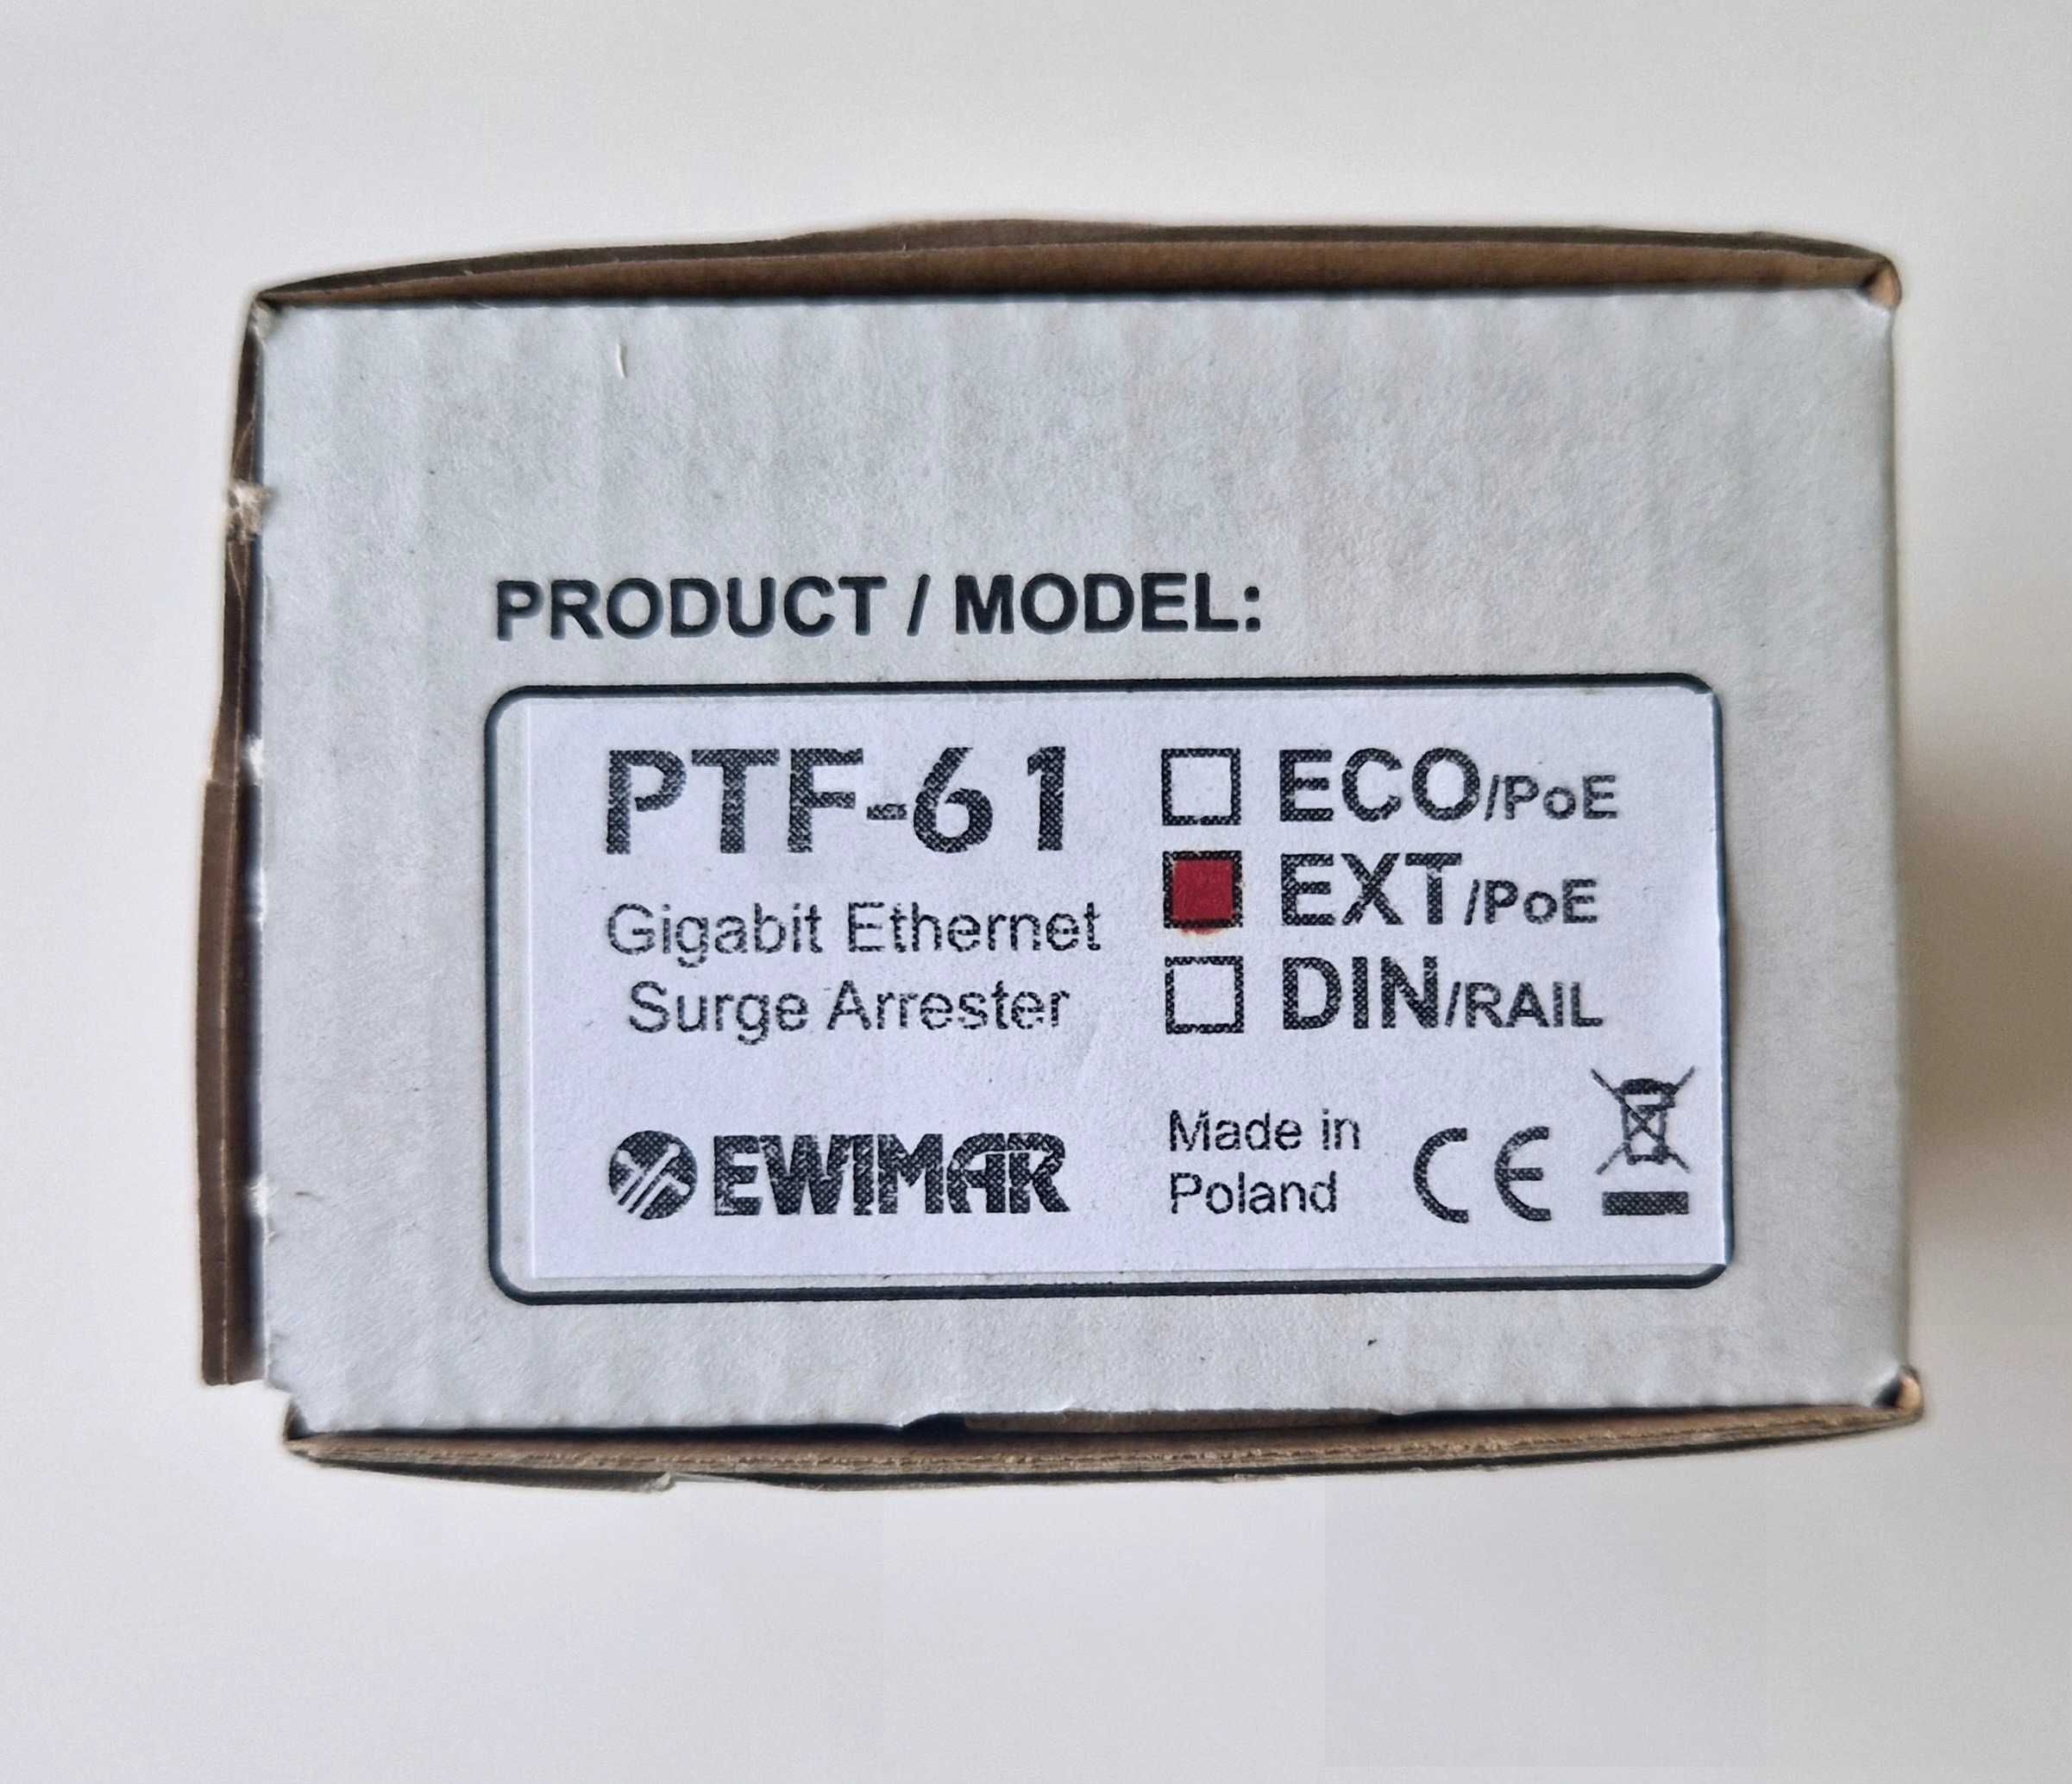 PRODUCT / MODEL:
PTF-61
Gigabit Ethernet
Surge Arrester
ECO/PoE
EXT/PoE
DIN/RAIL
EWIMAR
Made in
Poland
CE